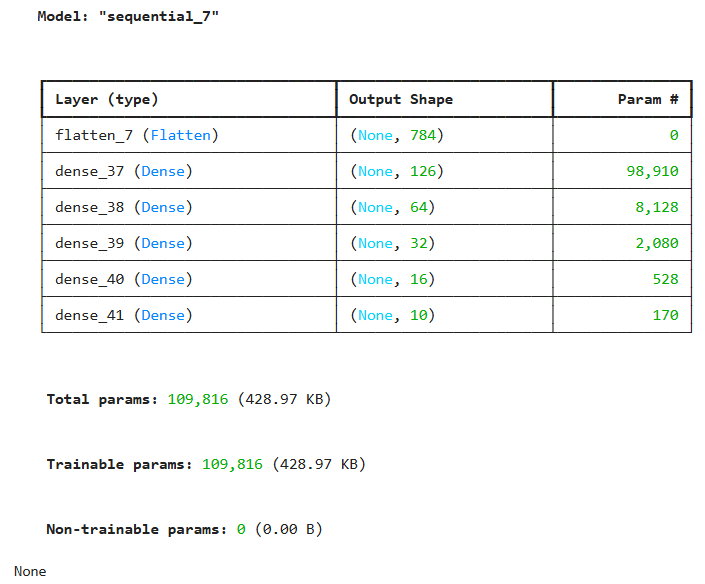 Model: "sequential_7"
Layer (type) Output Shape Param #
flatten_7 (Flatten) (None, 784) 0
dense_37 (Dense) (None, 126) 98,910
dense_38 (Dense) (None, 64) 8,128
dense_39 (Dense) (None, 32) 2,080
dense_40 (Dense) (None, 16) 528
dense_41 (Dense) (None, 10) 170
Total params: 109,816 (428.97 KB)
Trainable params: 109,816 (428.97 KB)
Non-trainable params: 0 (0.00 B)
None